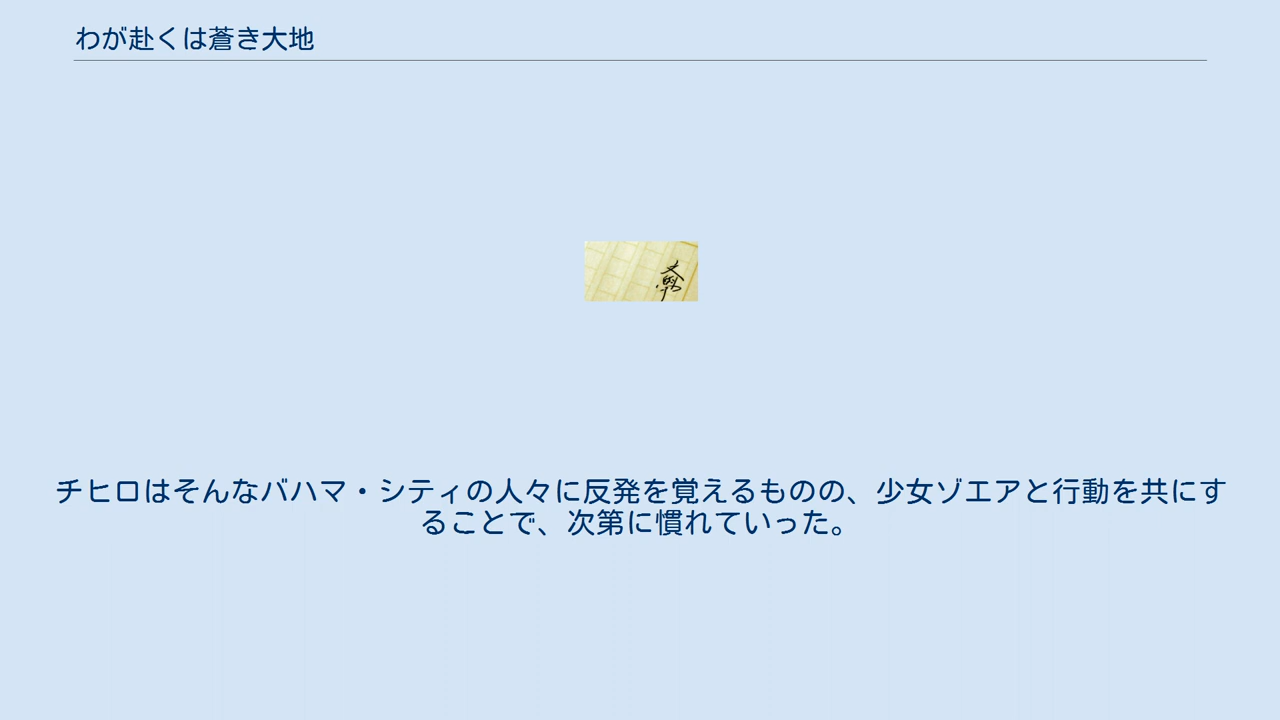 わが赴くは蒼き大地
チヒロはそんなバハマ・シティの人々に反発を覚えるものの、少女ゾエアと行動を共にす
ることで、次第に慣れていった。